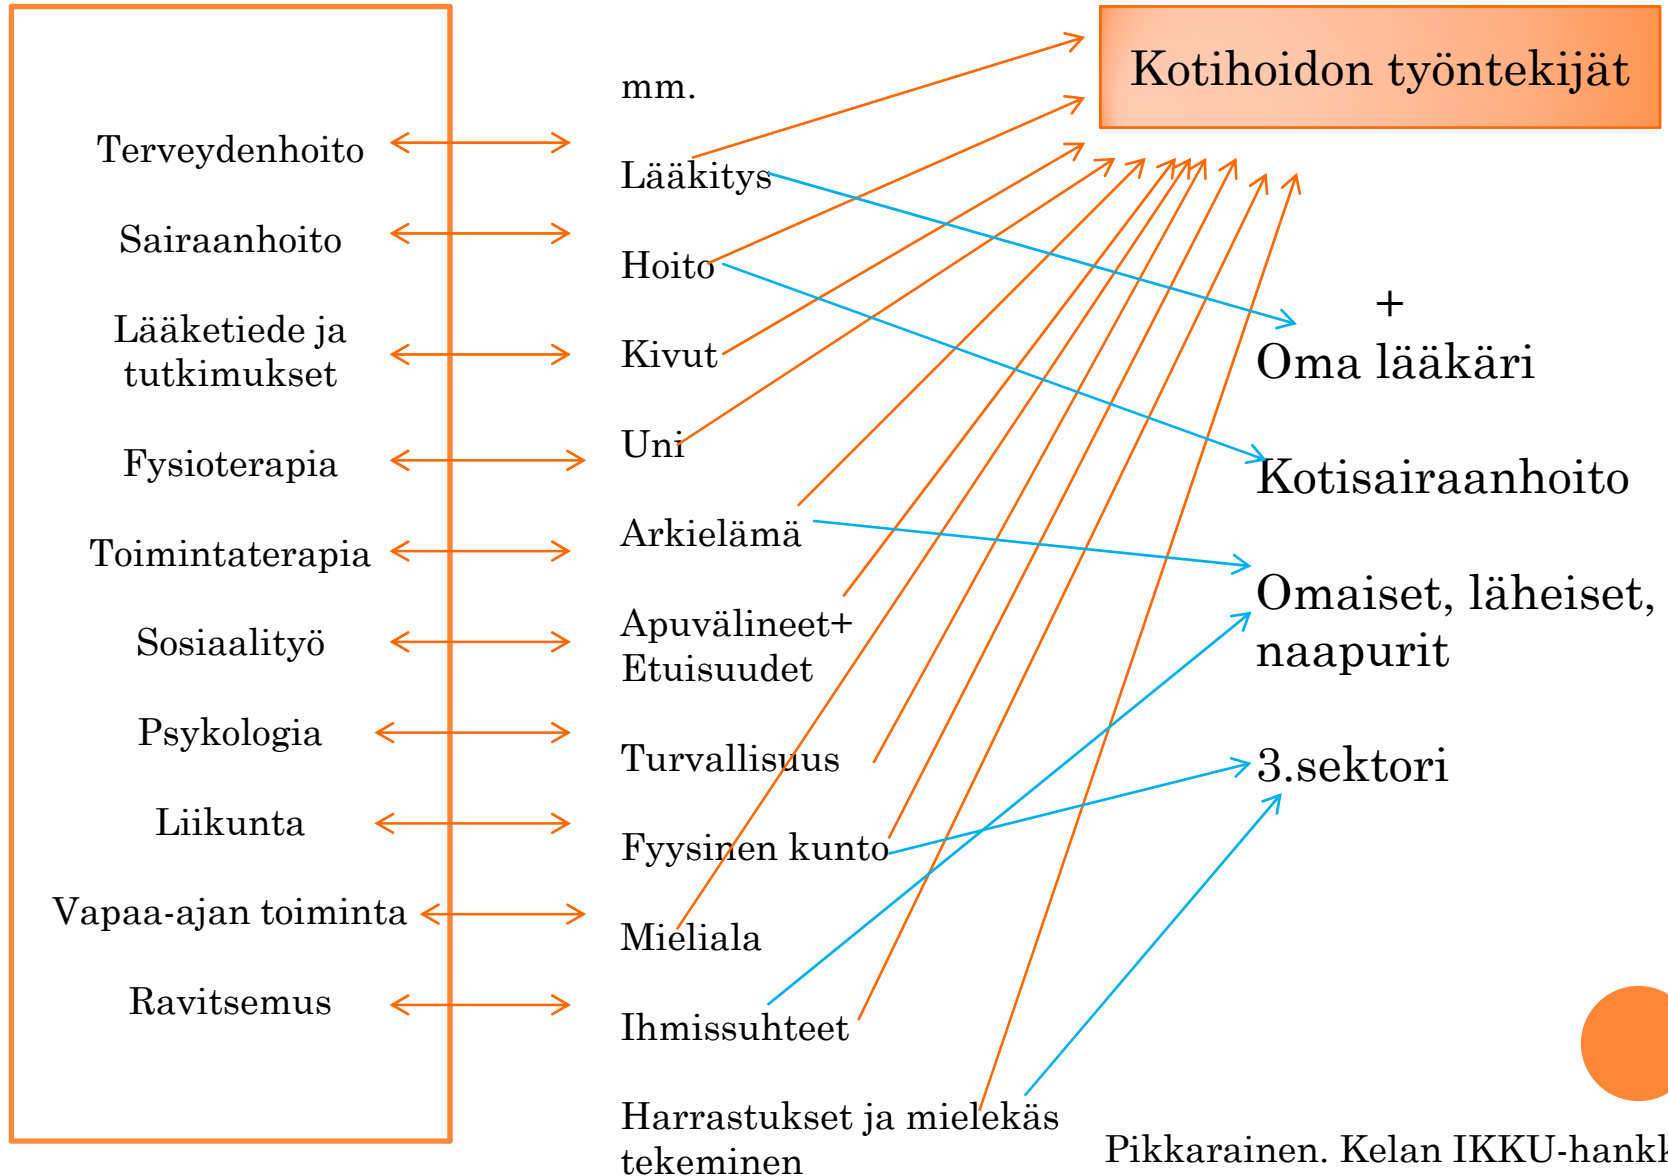 Terveydenhoito
Sairaanhoito
Lääketiede ja
tutkimukset
Fysioterapia
Toimintaterapia
Sosiaalityö
Psykologia
Liikunta
Vapaa-ajan toiminta
Ravitsemus
mm.
Lääkitys
Hoito
Kivut
Uni
Arkielämä
Apuvälineet+
Etuisuudet
Turvallisuus
Fyysinen kunto
Mieliala
Ihmissuhteet
Harrastukset ja mielekäs
tekeminen
Kotihoidon työntekijät
+
Oma lääkäri
Kotisairaanhoito
Omaiset, läheiset,
naapurit
3.sektori
Pikkarainen. Kelan IKKU-hankk